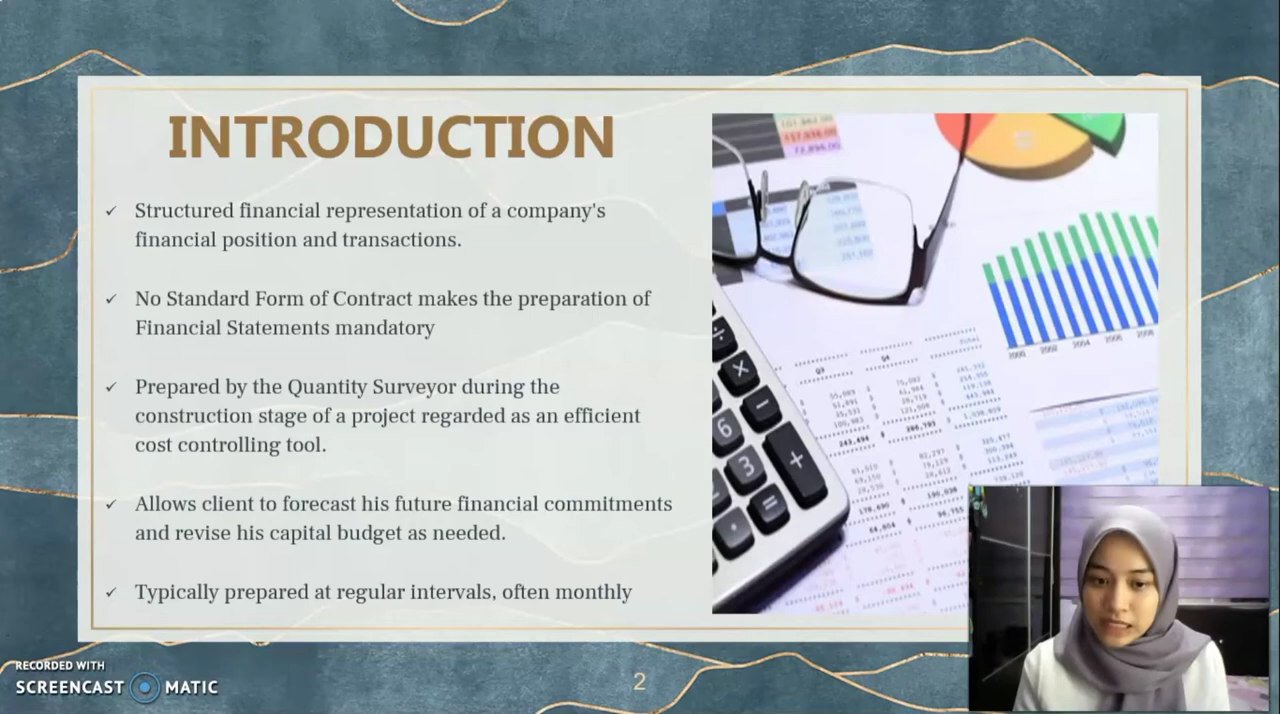 INTRODUCTION
✓ Structured financial representation of a company's
financial position and transactions.
✓ No Standard Form of Contract makes the preparation of
Financial Statements mandatory
✓ Prepared by the Quantity Surveyor during the
construction stage of a project regarded as an efficient
cost controlling tool.
✓ Allows client to forecast his future financial commitments
and revise his capital budget as needed.
✓ Typically prepared at regular intervals, often monthly
2
RECORDED WITH
SCREENCAST MATIC